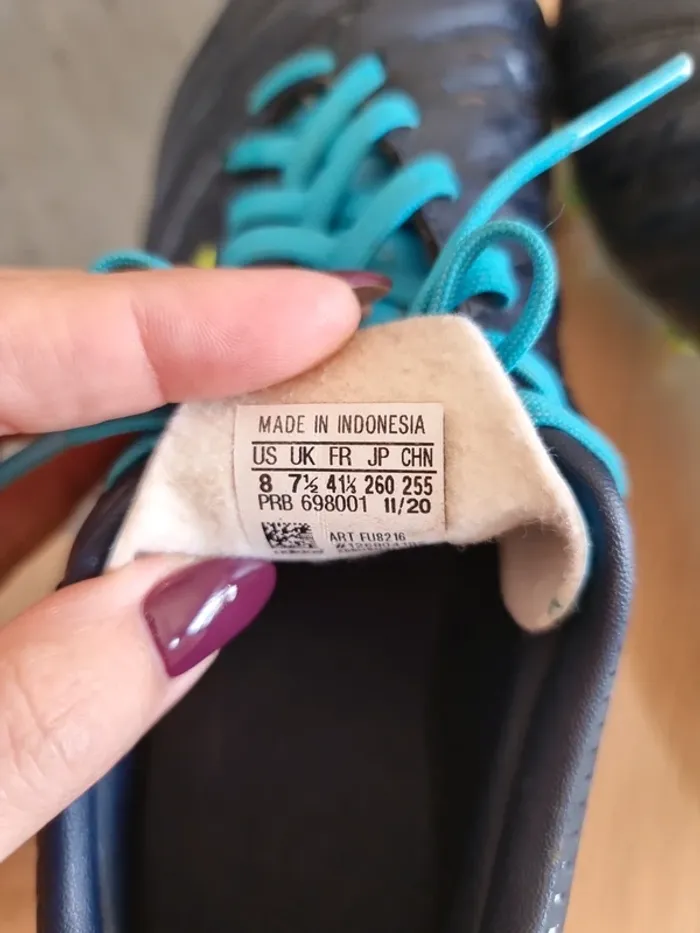 MADE IN INDONESIA
US UK FR JP CHN
8 7½ 41⅓ 260 255
PRB 698001 11/20
ART FU8216